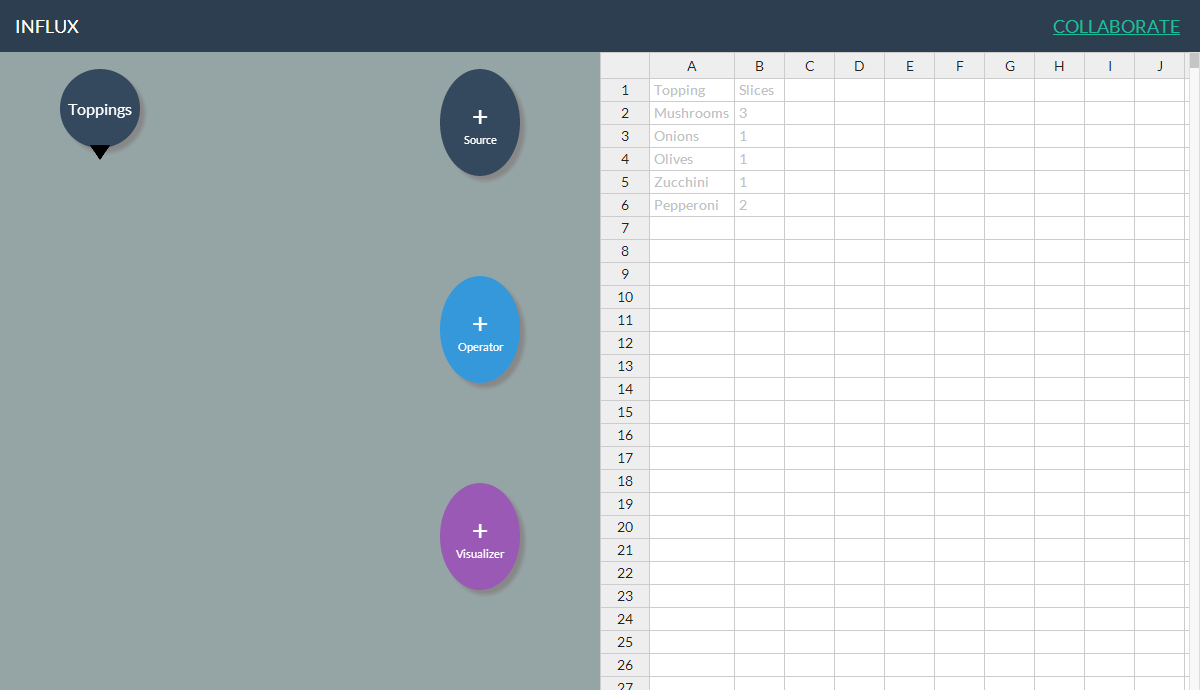 INFLUX
COLLABORATE
Toppings
+
Source
+
Operator
+
Visualizer
A B C D E F G H I J
1 Topping Slices
2 Mushrooms 3
3 Onions 1
4 Olives 1
5 Zucchini 1
6 Pepperoni 2
7
8
9
10
11
12
13
14
15
16
17
18
19
20
21
22
23
24
25
26
27